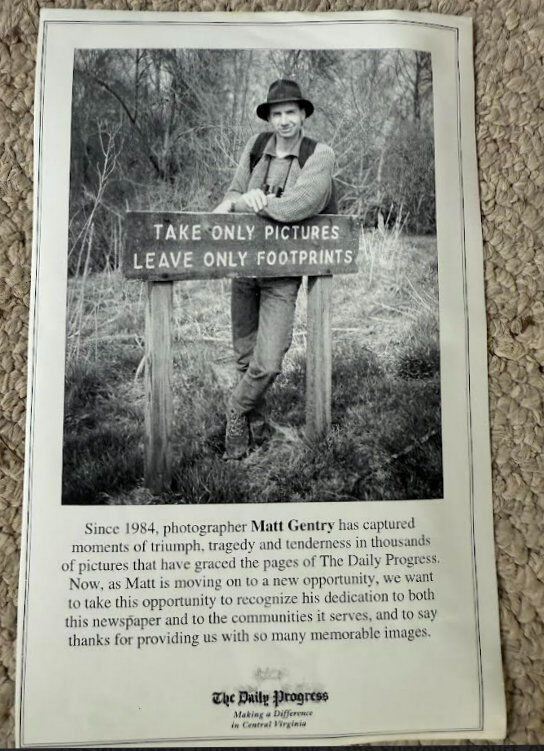 TAKE ONLY PICTURES
LEAVE ONLY FOOTPRINTS
Since 1984, photographer Matt Gentry has captured
moments of triumph, tragedy and tenderness in thousands
of pictures that have graced the pages of The Daily Progress.
Now, as Matt is moving on to a new opportunity, we want
to take this opportunity to recognize his dedication to both
this newspaper and to the communities it serves, and to say
thanks for providing us with so many memorable images.
The Daily Progress
Making a Difference
in Central Virginia